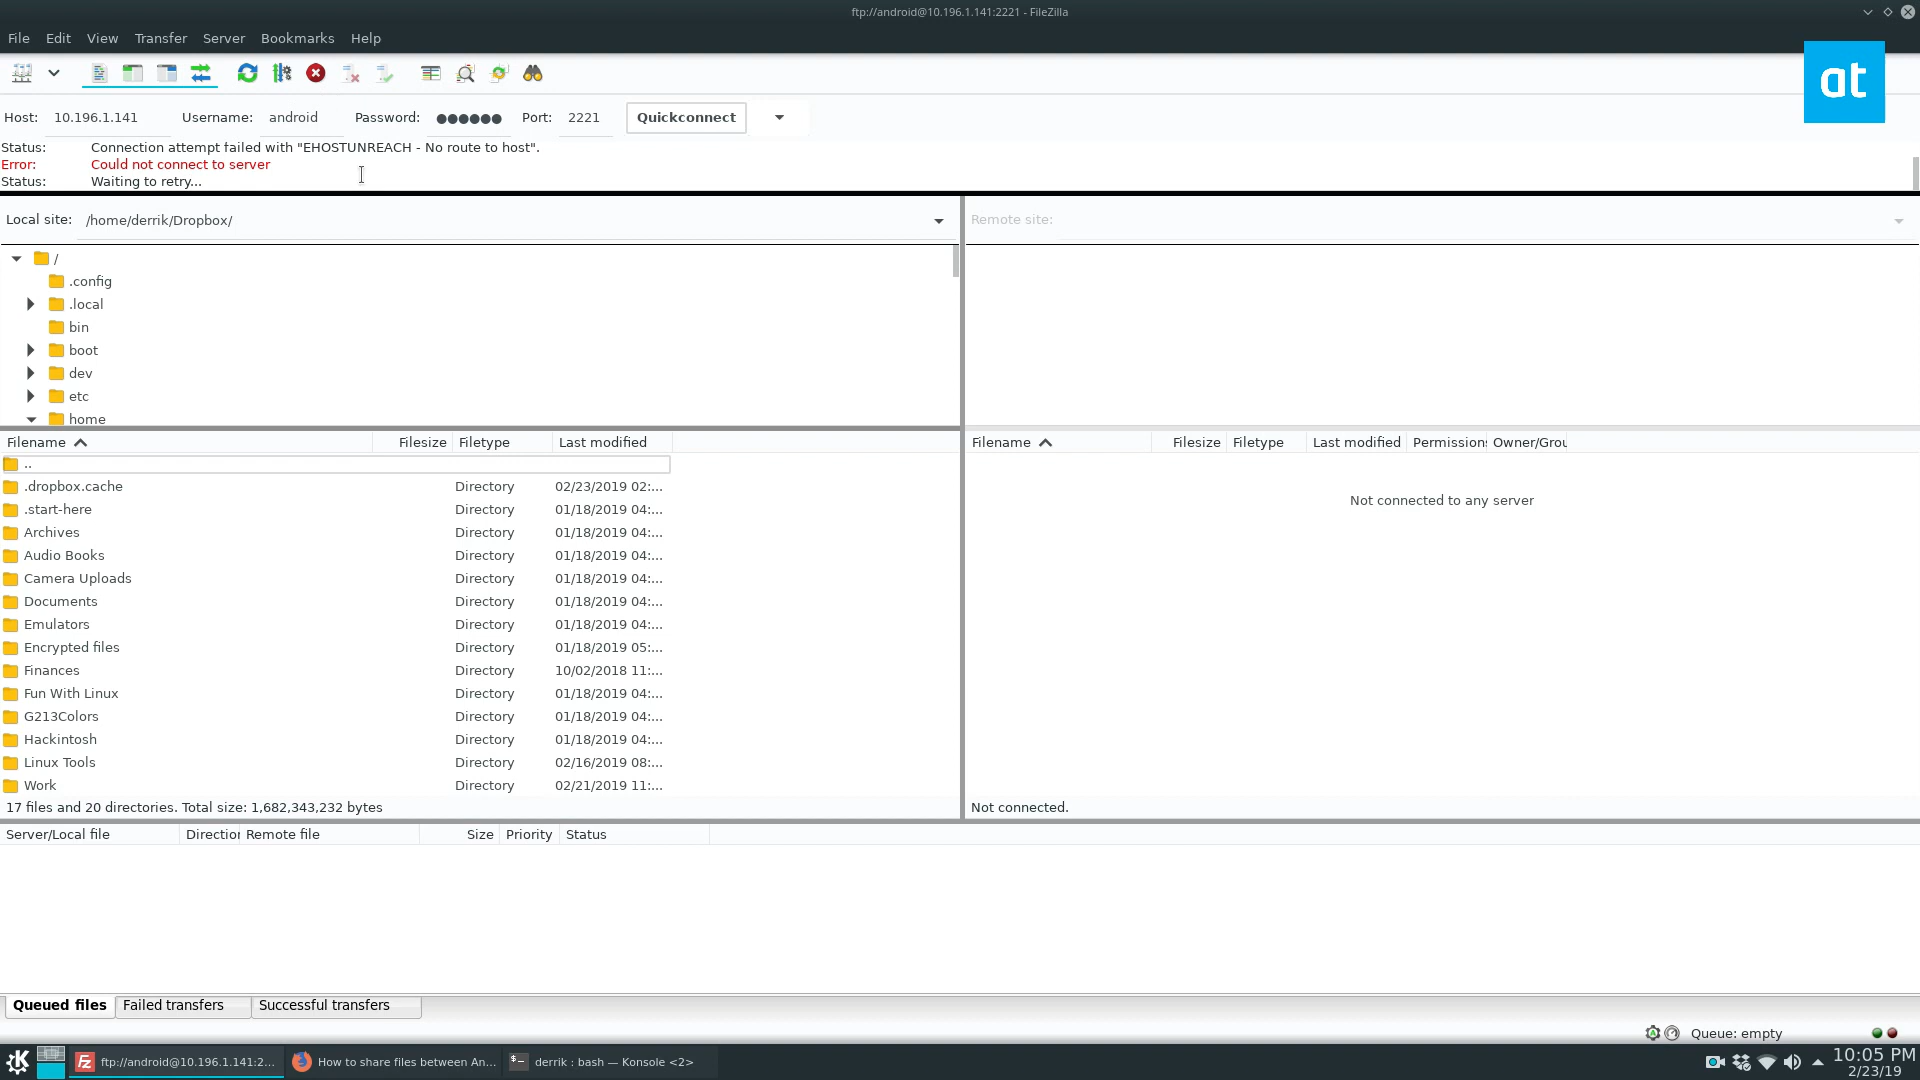 ftp://android@10.196.1.141:2221 - FileZilla
File Edit View Transfer Server Bookmarks Help
at
Host: 10.196.1.141 Username: android Password: ●●●●●● Port: 2221 Quickconnect
Status: Connection attempt failed with "EHOSTUNREACH - No route to host".
Error: Could not connect to server
Status: Waiting to retry...
Local site: /home/derrik/Dropbox/
Remote site:
/
.config
.local
bin
boot
dev
etc
home
Filename Filesize Filetype Last modified
..
.dropbox.cache Directory 02/23/2019 02:...
.start-here Directory 01/18/2019 04:...
Archives Directory 01/18/2019 04:...
Audio Books Directory 01/18/2019 04:...
Camera Uploads Directory 01/18/2019 04:...
Documents Directory 01/18/2019 04:...
Emulators Directory 01/18/2019 04:...
Encrypted files Directory 01/18/2019 05:...
Finances Directory 10/02/2018 11:...
Fun With Linux Directory 01/18/2019 04:...
G213Colors Directory 01/18/2019 04:...
Hackintosh Directory 01/18/2019 04:...
Linux Tools Directory 02/16/2019 08:...
Work Directory 02/21/2019 11:...
17 files and 20 directories. Total size: 1,682,343,232 bytes
Filename Filesize Filetype Last modified Permissions Owner/Grou
Not connected to any server
Not connected.
Server/Local file Direction Remote file Size Priority Status
Queued files Failed transfers Successful transfers
Queue: empty
ftp://android@10.196.1.141:2... How to share files between An... derrik : bash — Konsole <2> 10:05 PM
2/23/19